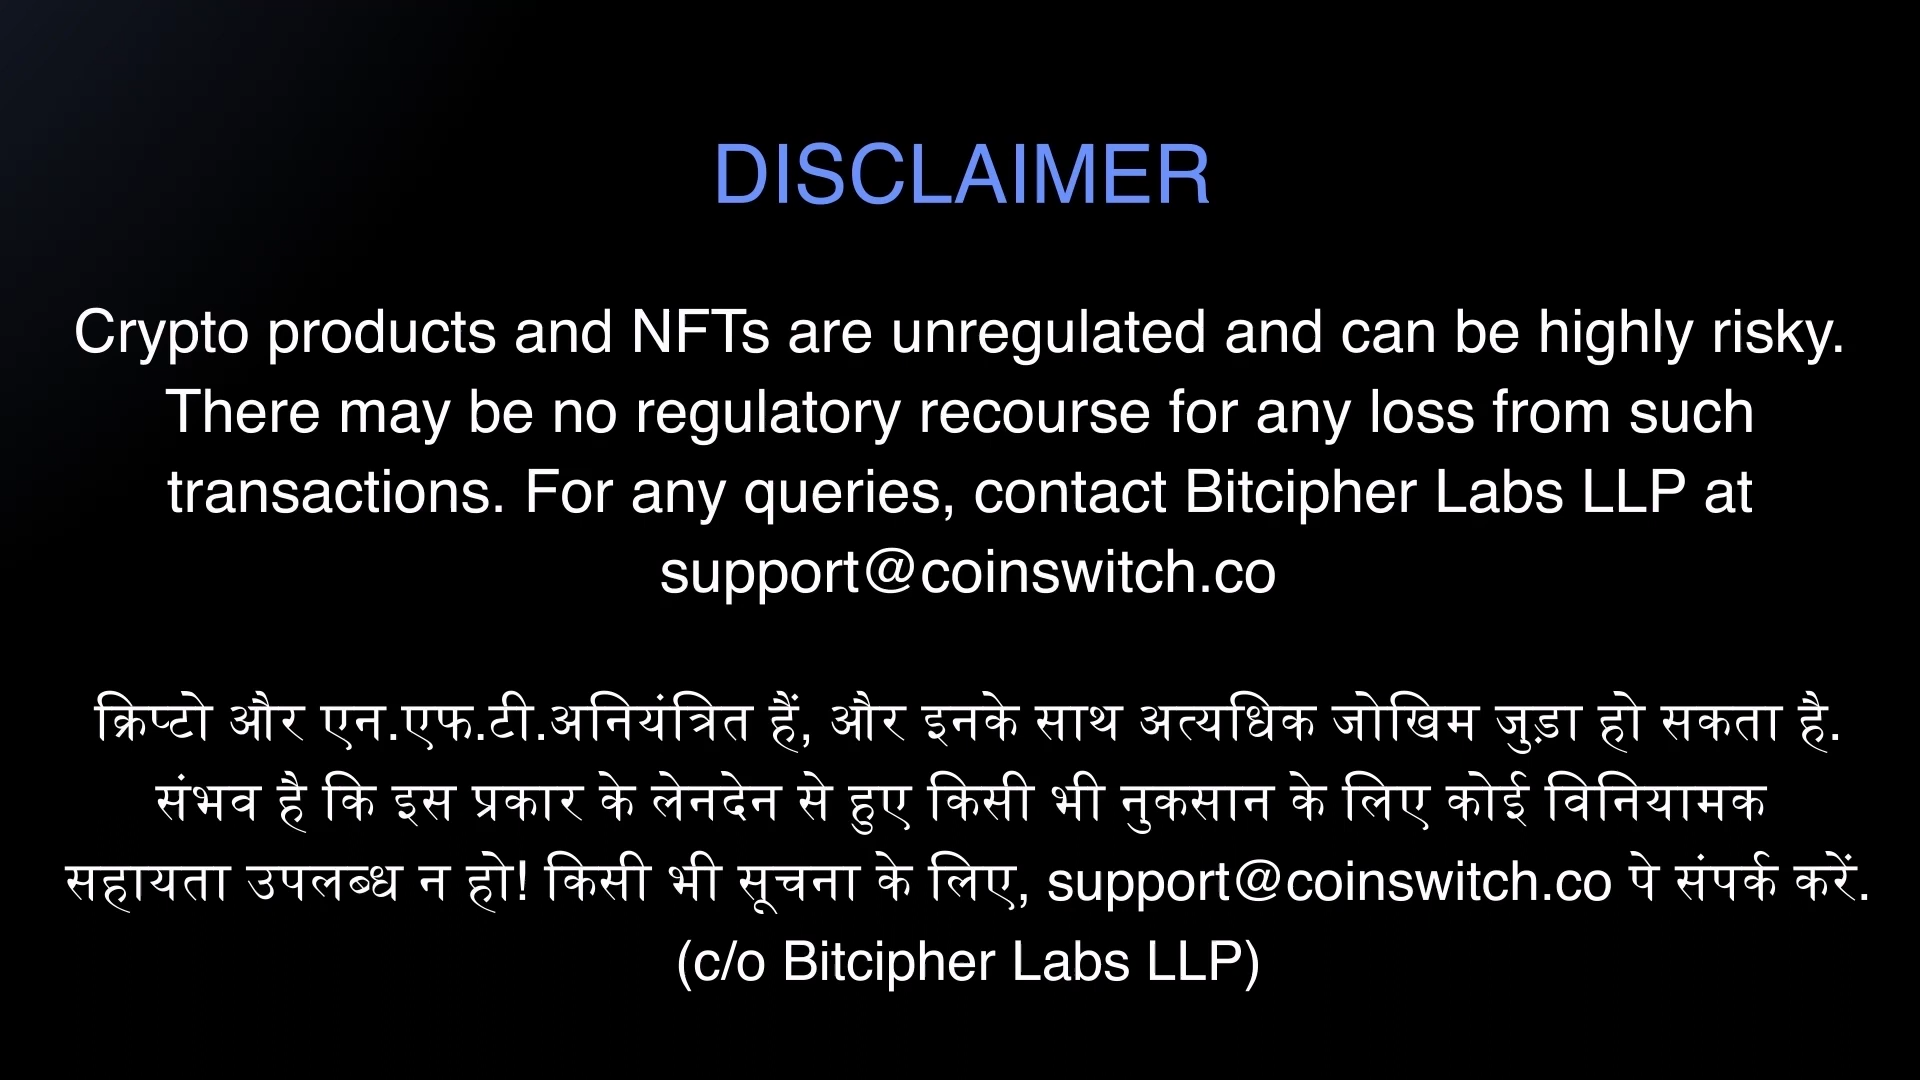 DISCLAIMER
Crypto products and NFTs are unregulated and can be highly risky.
There may be no regulatory recourse for any loss from such
transactions. For any queries, contact Bitcipher Labs LLP at
support@coinswitch.co
क्रिप्टो और एन.एफ.टी.अनियंत्रित हैं, और इनके साथ अत्यधिक जोखिम जुड़ा हो सकता है.
संभव है कि इस प्रकार के लेनदेन से हुए किसी भी नुकसान के लिए कोई विनियामक
सहायता उपलब्ध न हो! किसी भी सूचना के लिए, support@coinswitch.co पे संपर्क करें.
(c/o Bitcipher Labs LLP)